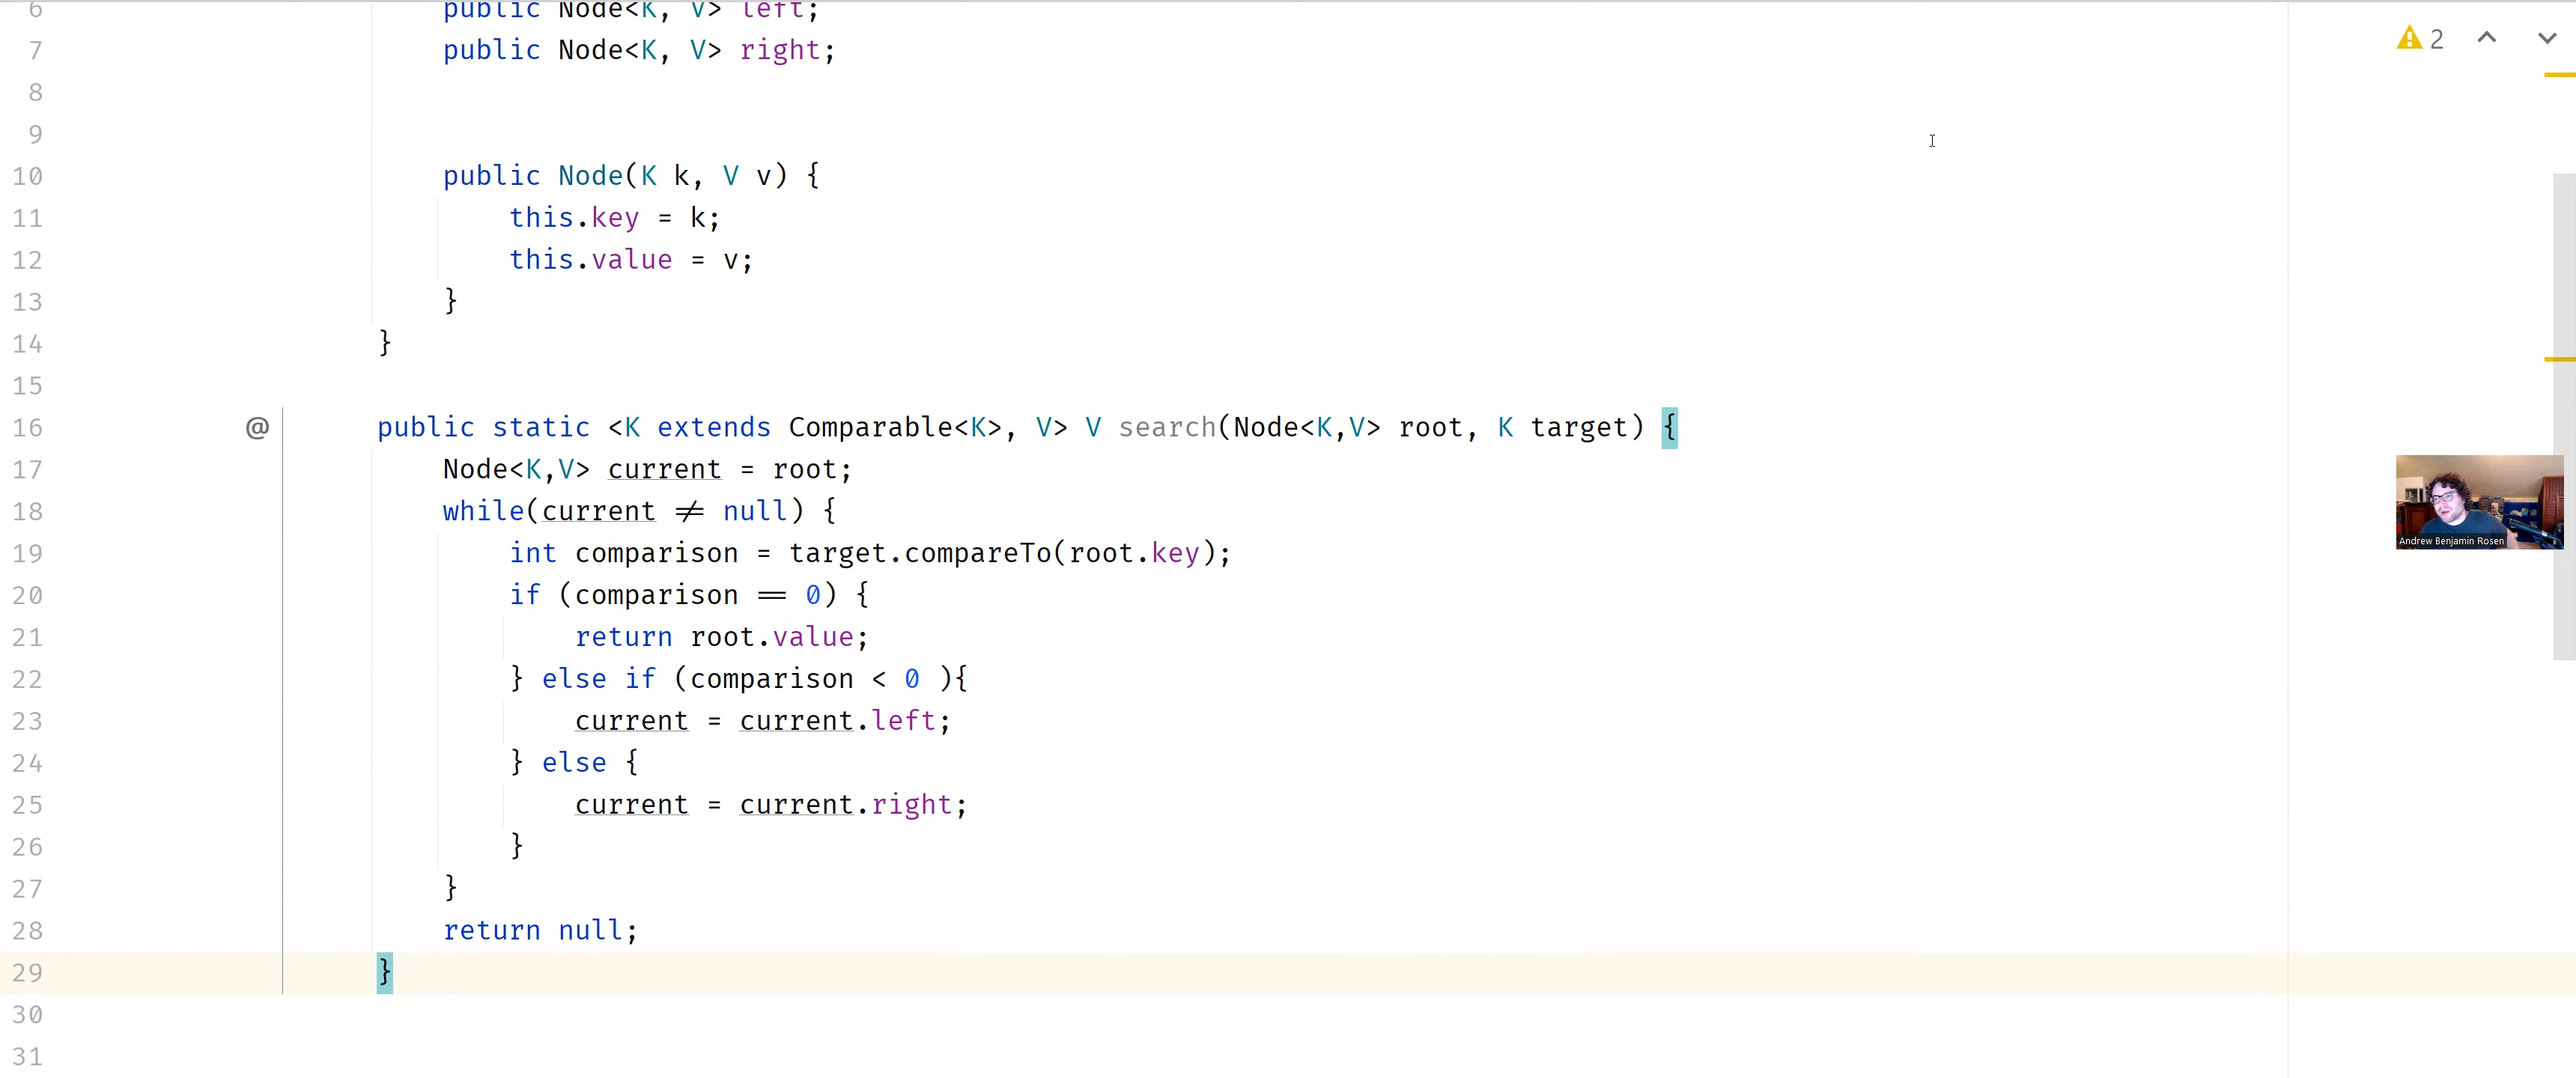 6 public Node<K, V> left;
7 public Node<K, V> right;
8
9
10 public Node(K k, V v) {
11 this.key = k;
12 this.value = v;
13 }
14 }
15
16 @ public static <K extends Comparable<K>, V> V search(Node<K,V> root, K target) {
17 Node<K,V> current = root;
18 while(current ≠ null) {
19 int comparison = target.compareTo(root.key);
20 if (comparison == 0) {
21 return root.value;
22 } else if (comparison < 0 ){
23 current = current.left;
24 } else {
25 current = current.right;
26 }
27 }
28 return null;
29 }
30
31
2
Andrew Benjamin Rosen